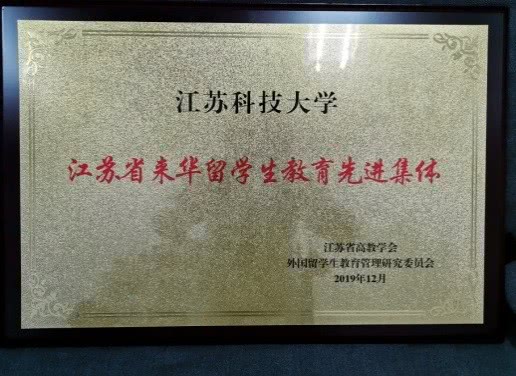 江苏科技大学
江苏省来华留学生教育先进集体
江苏省高教学会
外国留学生教育管理研究委员会
2019年12月